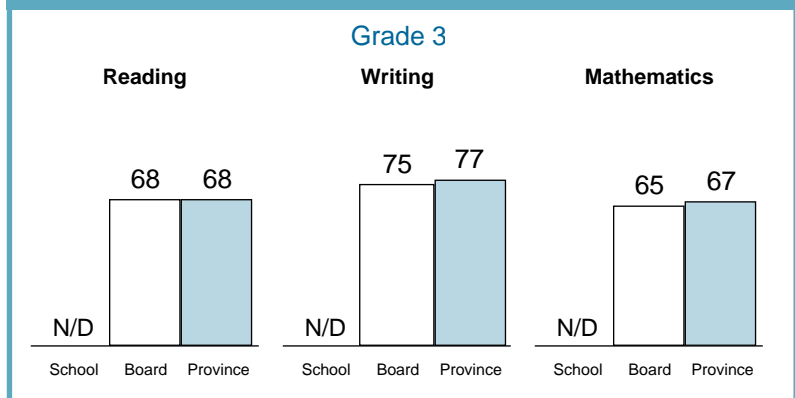 Grade 3
Reading
Writing
Mathematics
68 68
75 77
65 67
N/D
N/D
N/D
School Board Province
School Board Province
School Board Province